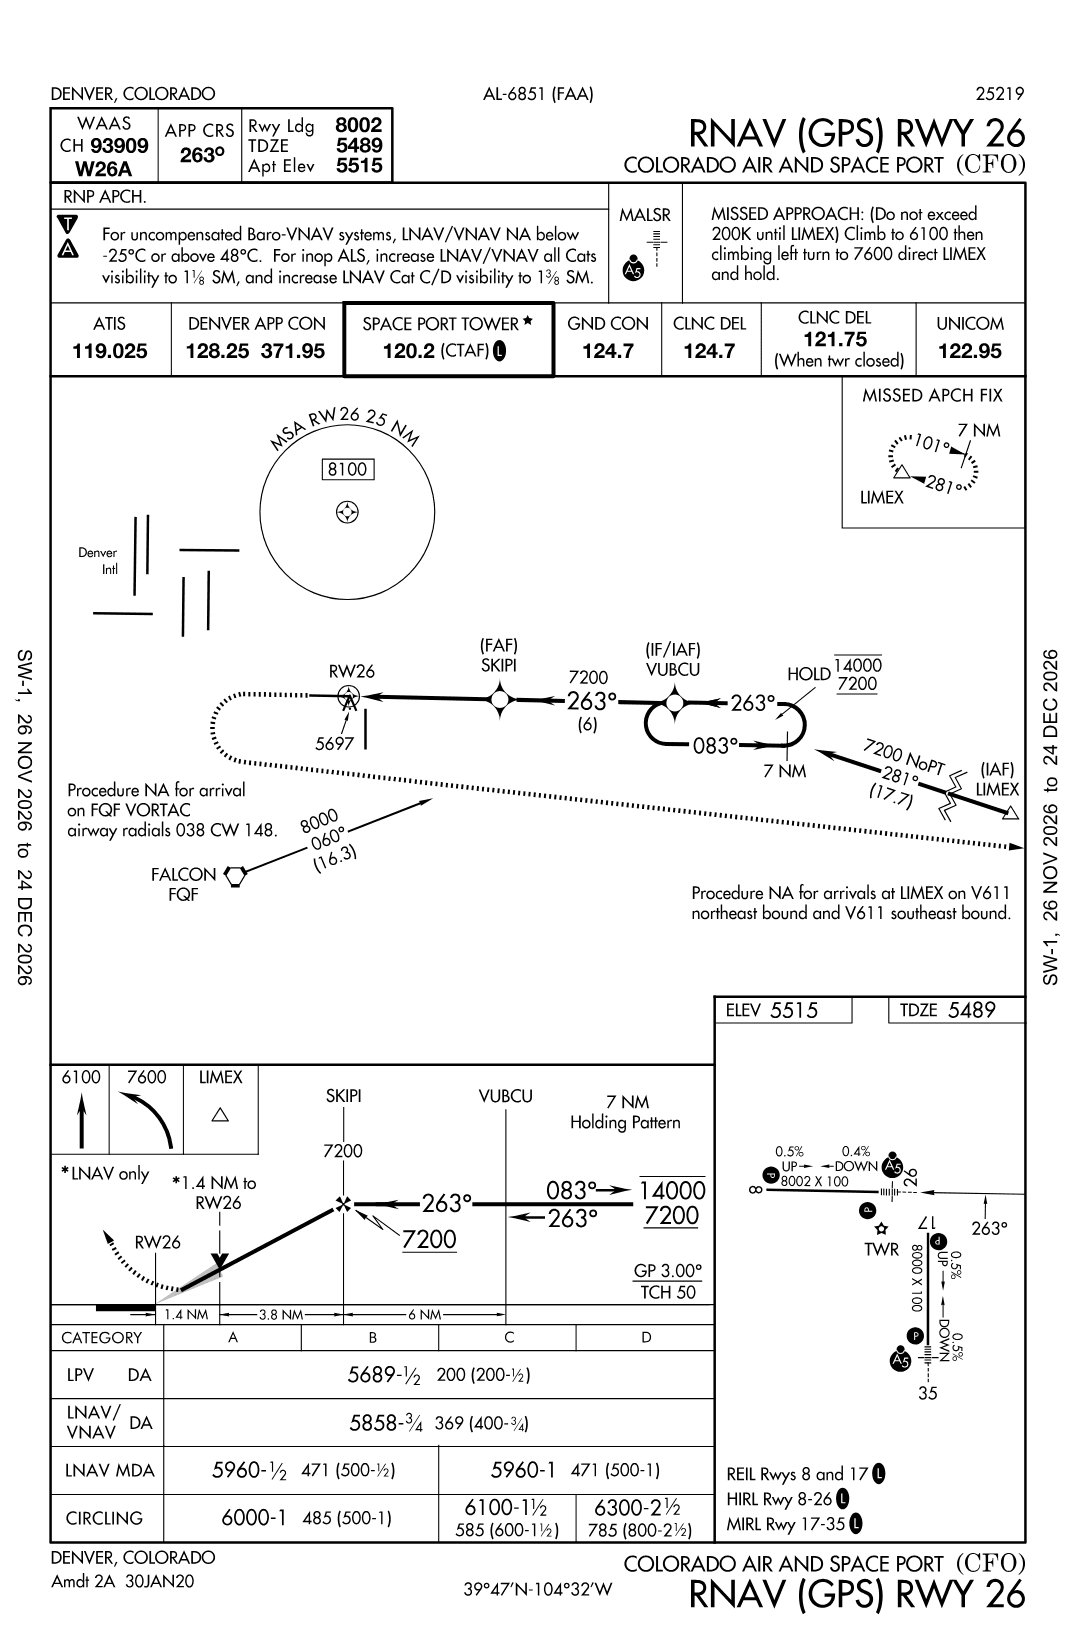 DENVER, COLORADO
AL-6851 (FAA)
25219
WAAS
CH 93909
W26A
APP CRS
263°
Rwy Ldg 8002
TDZE 5489
Apt Elev 5515
RNAV (GPS) RWY 26
COLORADO AIR AND SPACE PORT (CFO)
RNP APCH.
T
A
For uncompensated Baro-VNAV systems, LNAV/VNAV NA below
-25°C or above 48°C. For inop ALS, increase LNAV/VNAV all Cats
visibility to 1⅛ SM, and increase LNAV Cat C/D visibility to 1⅜ SM.
MALSR
A5
MISSED APPROACH: (Do not exceed
200K until LIMEX) Climb to 6100 then
climbing left turn to 7600 direct LIMEX
and hold.
ATIS
119.025
DENVER APP CON
128.25 371.95
SPACE PORT TOWER ★
120.2 (CTAF) L
GND CON
124.7
CLNC DEL
124.7
CLNC DEL
121.75
(When twr closed)
UNICOM
122.95
MISSED APCH FIX
7 NM
101°
281°
LIMEX
MSA RW26 25 NM
8100
Denver
Intl
(FAF)
SKIPI
(IF/IAF)
VUBCU
RW26
7200
263°
(6)
HOLD
14000
7200
263°
083°
7 NM
5697
A
7200 NoPT
281°
(17.7)
(IAF)
LIMEX
Procedure NA for arrival
on FQF VORTAC
airway radials 038 CW 148.
8000
060°
(16.3)
FALCON
FQF
Procedure NA for arrivals at LIMEX on V611
northeast bound and V611 southeast bound.
SW-1, 26 NOV 2026 to 24 DEC 2026
SW-1, 26 NOV 2026 to 24 DEC 2026
ELEV 5515
TDZE 5489
6100
7600
LIMEX
SKIPI
VUBCU
7 NM
Holding Pattern
7200
*LNAV only
*1.4 NM to
RW26
RW26
263°
083°
263°
14000
7200
7200
GP 3.00°
TCH 50
1.4 NM
3.8 NM
6 NM
0.5%
UP
0.4%
DOWN
A5
P
8002 X 100
8
26
263°
P
TWR
17
P
8000 X 100
0.5%
UP
DOWN
0.5%
P
A5
35
REIL Rwys 8 and 17 L
HIRL Rwy 8-26 L
MIRL Rwy 17-35 L
CATEGORY A B C D
LPV DA 5689-½ 200 (200-½)
LNAV/
VNAV DA 5858-¾ 369 (400-¾)
LNAV MDA 5960-½ 471 (500-½) 5960-1 471 (500-1)
CIRCLING 6000-1 485 (500-1)
6100-1½
585 (600-1½)
6300-2½
785 (800-2½)
DENVER, COLORADO
Amdt 2A 30JAN20
39°47'N-104°32'W
COLORADO AIR AND SPACE PORT (CFO)
RNAV (GPS) RWY 26